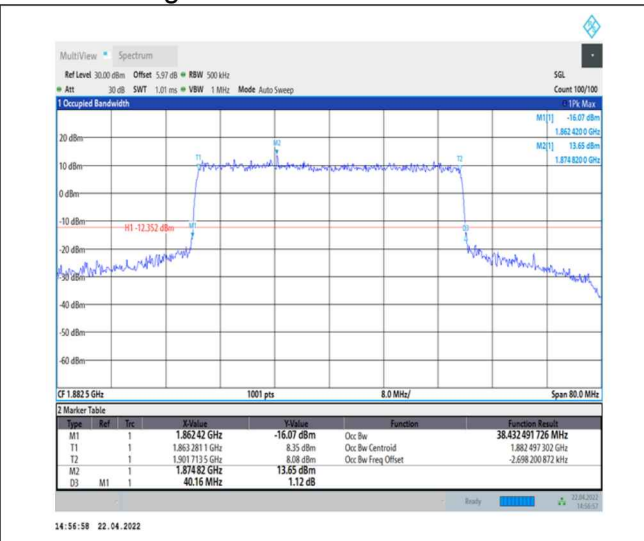 MultiView Spectrum
Ref Level 30.00 dBm Offset 5.97 dB RBW 500 kHz SGL
Att 30 dB SWT 1.01 ms VBW 1 MHz Mode Auto Sweep Count 100/100
1 Occupied Bandwidth 1Pk Max
M1[1] -16.07 dBm
1.862 420 0 GHz
M2[1] 13.65 dBm
1.874 820 0 GHz
20 dBm
M2
T1 T2
10 dBm
0 dBm
-10 dBm
H1 -12.352 dBm M1 D3
-20 dBm
-30 dBm
-40 dBm
-50 dBm
-60 dBm
CF 1.882 5 GHz 1001 pts 8.0 MHz/ Span 80.0 MHz
2 Marker Table
Type Ref Trc X-Value Y-Value Function Function Result
M1 1 1.862 42 GHz -16.07 dBm Occ Bw 38.432 491 726 MHz
T1 1 1.863 281 1 GHz 8.35 dBm Occ Bw Centroid 1.882 497 302 GHz
T2 1 1.901 713 5 GHz 8.08 dBm Occ Bw Freq Offset -2.698 200 872 kHz
M2 1 1.874 82 GHz 13.65 dBm
D3 M1 1 40.16 MHz 1.12 dB
Ready 22.04.2022
14:56:57
14:56:58 22.04.2022